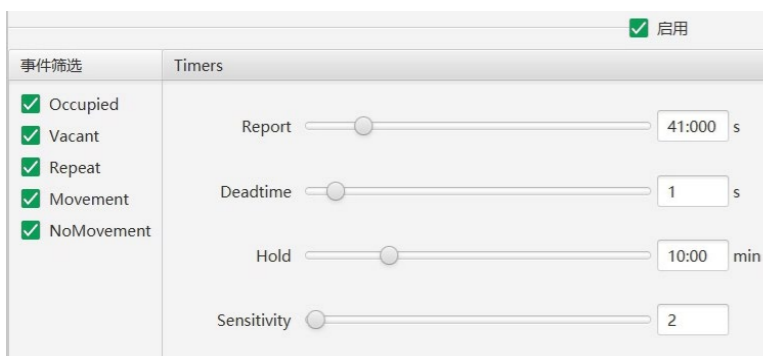 启用
事件筛选
Timers
Occupied
Vacant
Repeat
Movement
NoMovement
Report 41:000 s
Deadtime 1 s
Hold 10:00 min
Sensitivity 2